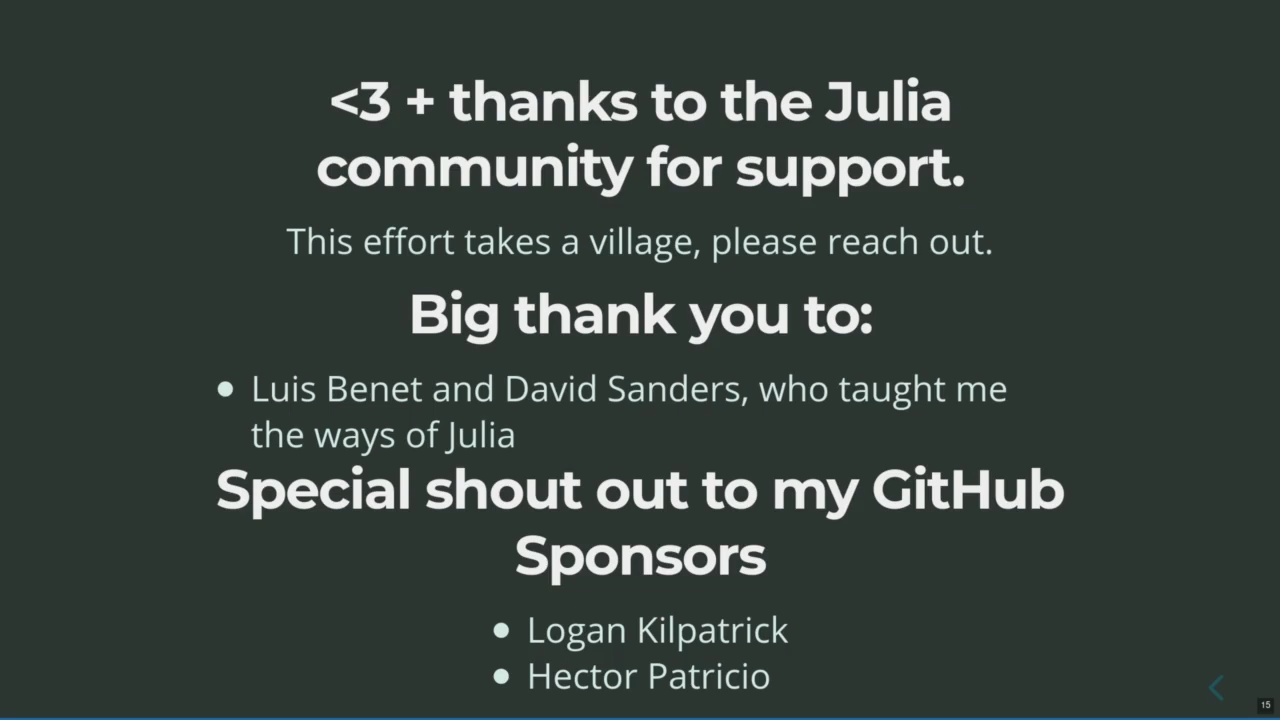 <3 + thanks to the Julia
community for support.
This effort takes a village, please reach out.
Big thank you to:
• Luis Benet and David Sanders, who taught me
the ways of Julia
Special shout out to my GitHub
Sponsors
• Logan Kilpatrick
• Hector Patricio
15